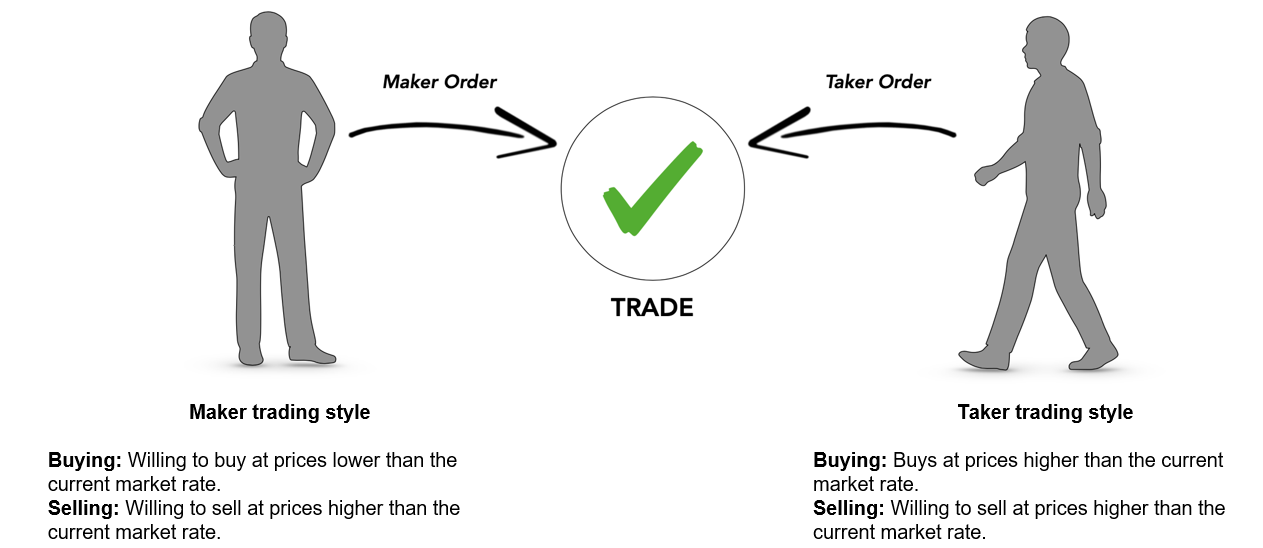 Maker Order
Taker Order
TRADE
Maker trading style
Buying: Willing to buy at prices lower than the
current market rate.
Selling: Willing to sell at prices higher than the
current market rate.
Taker trading style
Buying: Buys at prices higher than the current
market rate.
Selling: Willing to sell at prices higher than the
current market rate.